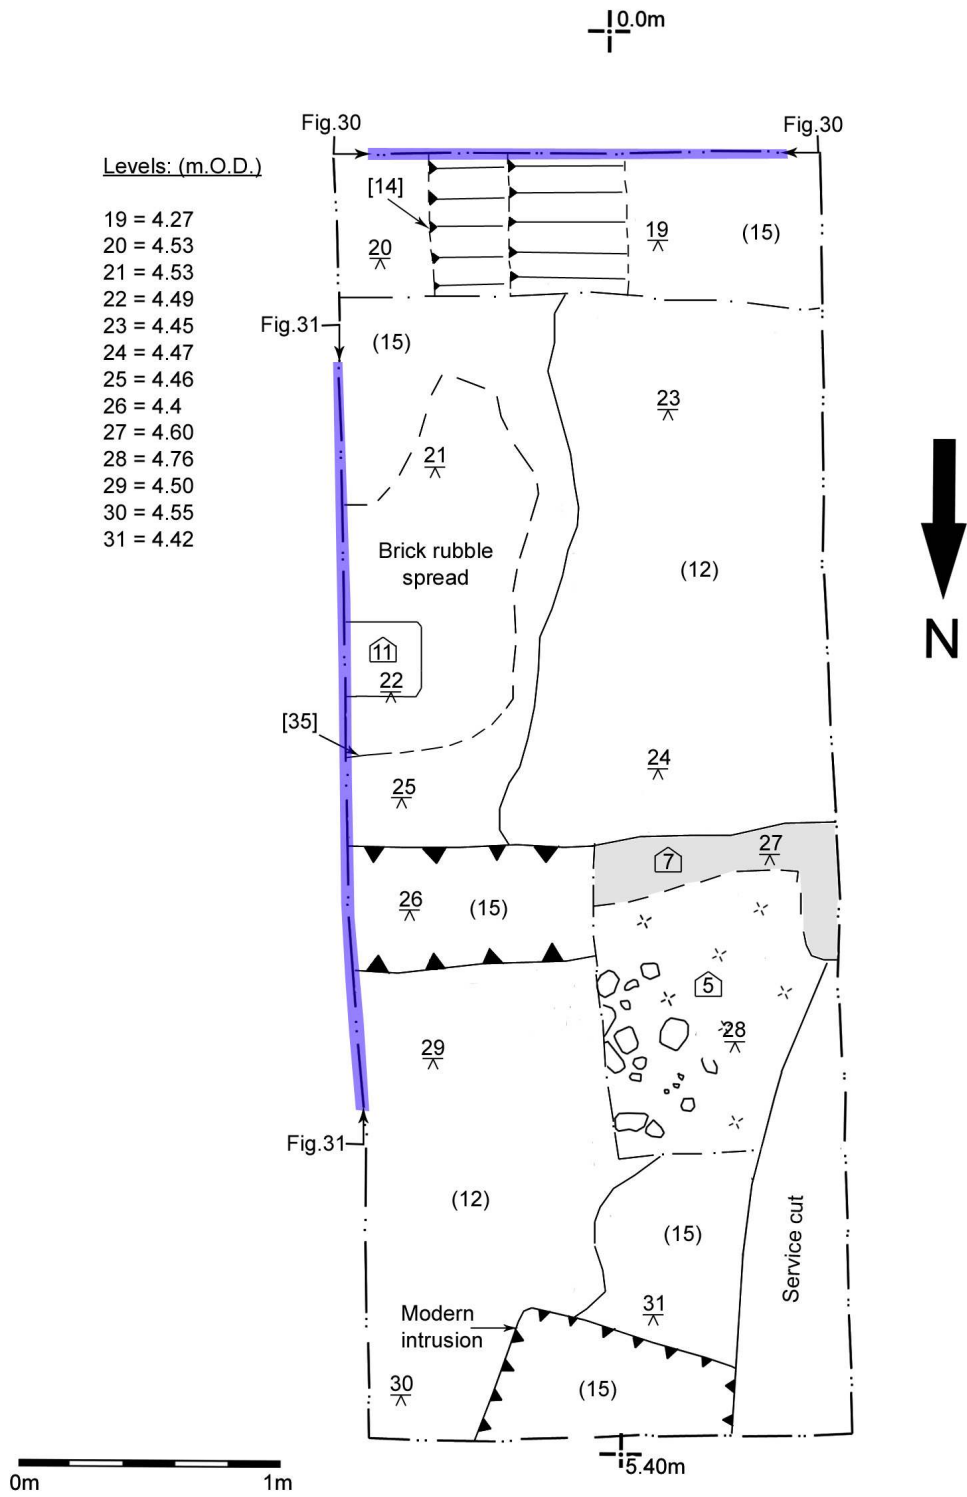 0.0m
Fig.30
Fig.30
Levels: (m.O.D.)
19 = 4.27
20 = 4.53
21 = 4.53
22 = 4.49
23 = 4.45
24 = 4.47
25 = 4.46
26 = 4.4
27 = 4.60
28 = 4.76
29 = 4.50
30 = 4.55
31 = 4.42
[14]
20
19
(15)
Fig.31
(15)
23
21
Brick rubble
spread
(12)
N
11
22
[35]
24
25
7
27
26
(15)
5
28
29
Fig.31
(12)
(15)
Service cut
31
Modern
intrusion
30
(15)
5.40m
0m
1m